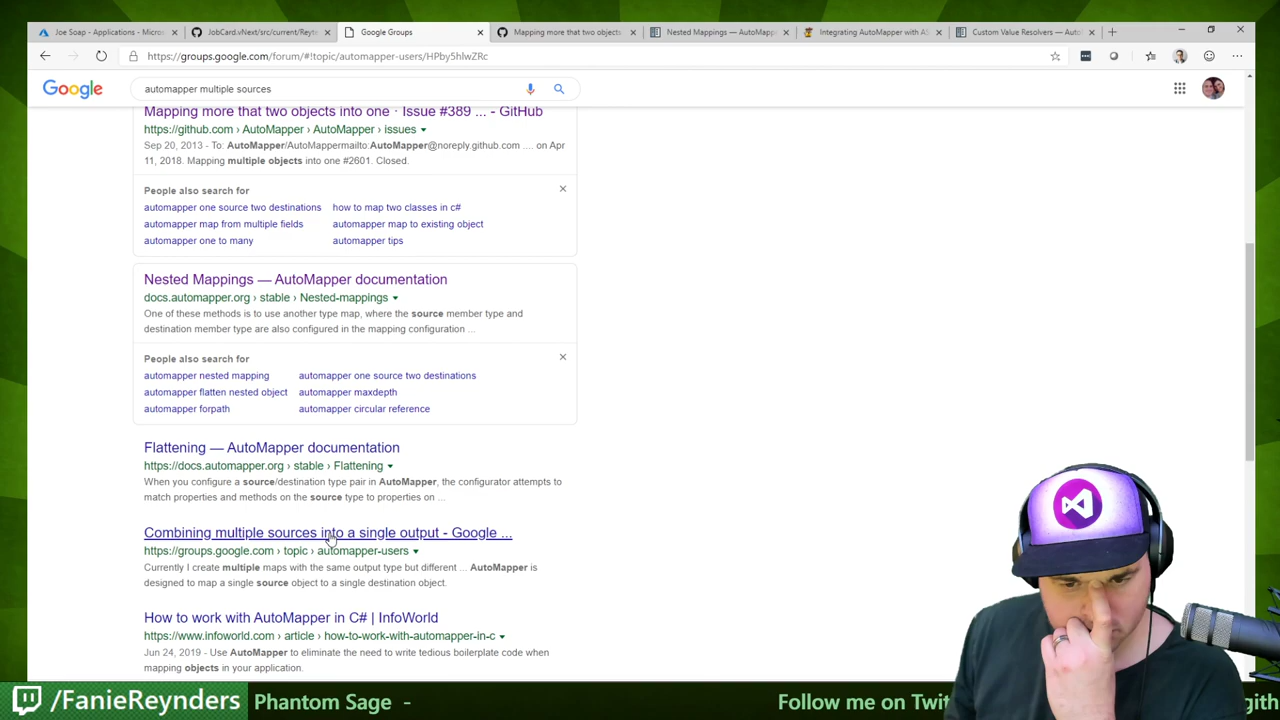 Joe Soap - Applications - Micros
JobCard.vNext/src/current/Reyn
Google Groups
Mapping more that two objects
Nested Mappings — AutoMapp
Integrating AutoMapper with AS
Custom Value Resolvers — Auto
https://groups.google.com/forum/#!topic/automapper-users/HPby5hlwZRc
Google
automapper multiple sources
Mapping more that two objects into one · Issue #389 ... - GitHub
https://github.com › AutoMapper › AutoMapper › issues
Sep 20, 2013 - To: AutoMapper/AutoMappermailto:AutoMapper@noreply.github.com .... on Apr
11, 2018. Mapping multiple objects into one #2601. Closed.
People also search for
automapper one source two destinations how to map two classes in c#
automapper map from multiple fields automapper map to existing object
automapper one to many automapper tips
Nested Mappings — AutoMapper documentation
docs.automapper.org › stable › Nested-mappings
One of these methods is to use another type map, where the source member type and
destination member type are also configured in the mapping configuration ...
People also search for
automapper nested mapping automapper one source two destinations
automapper flatten nested object automapper maxdepth
automapper forpath automapper circular reference
Flattening — AutoMapper documentation
https://docs.automapper.org › stable › Flattening
When you configure a source/destination type pair in AutoMapper, the configurator attempts to
match properties and methods on the source type to properties on ...
Combining multiple sources into a single output - Google ...
https://groups.google.com › topic › automapper-users
Currently I create multiple maps with the same output type but different ... AutoMapper is
designed to map a single source object to a single destination object.
How to work with AutoMapper in C# | InfoWorld
https://www.infoworld.com › article › how-to-work-with-automapper-in-c
Jun 24, 2019 - Use AutoMapper to eliminate the need to write tedious boilerplate code when
mapping objects in your application.
/FanieReynders Phantom Sage - Follow me on Twit gith